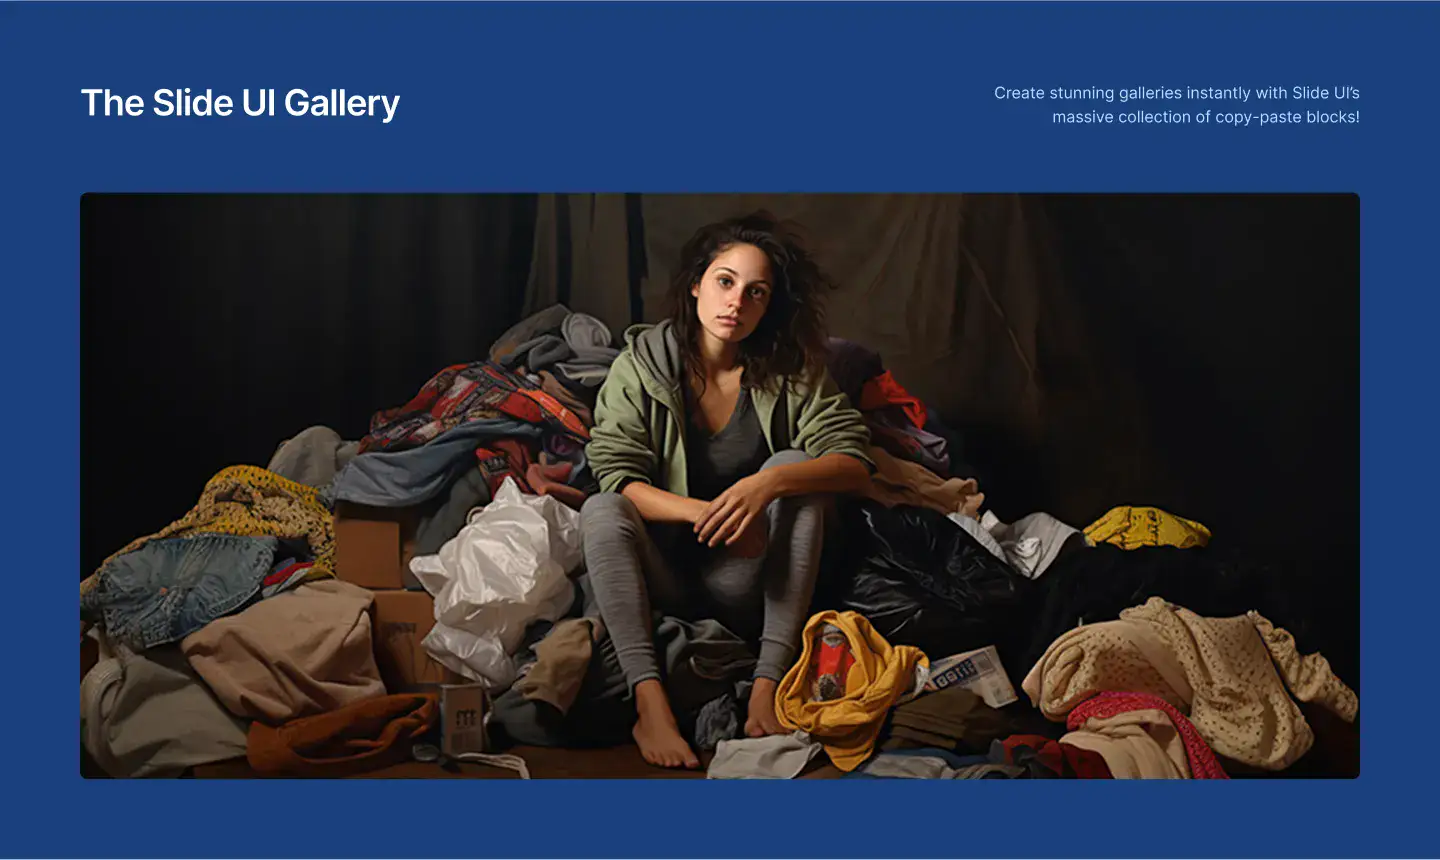 The Slide UI Gallery
Create stunning galleries instantly with Slide UI’s
massive collection of copy-paste blocks!